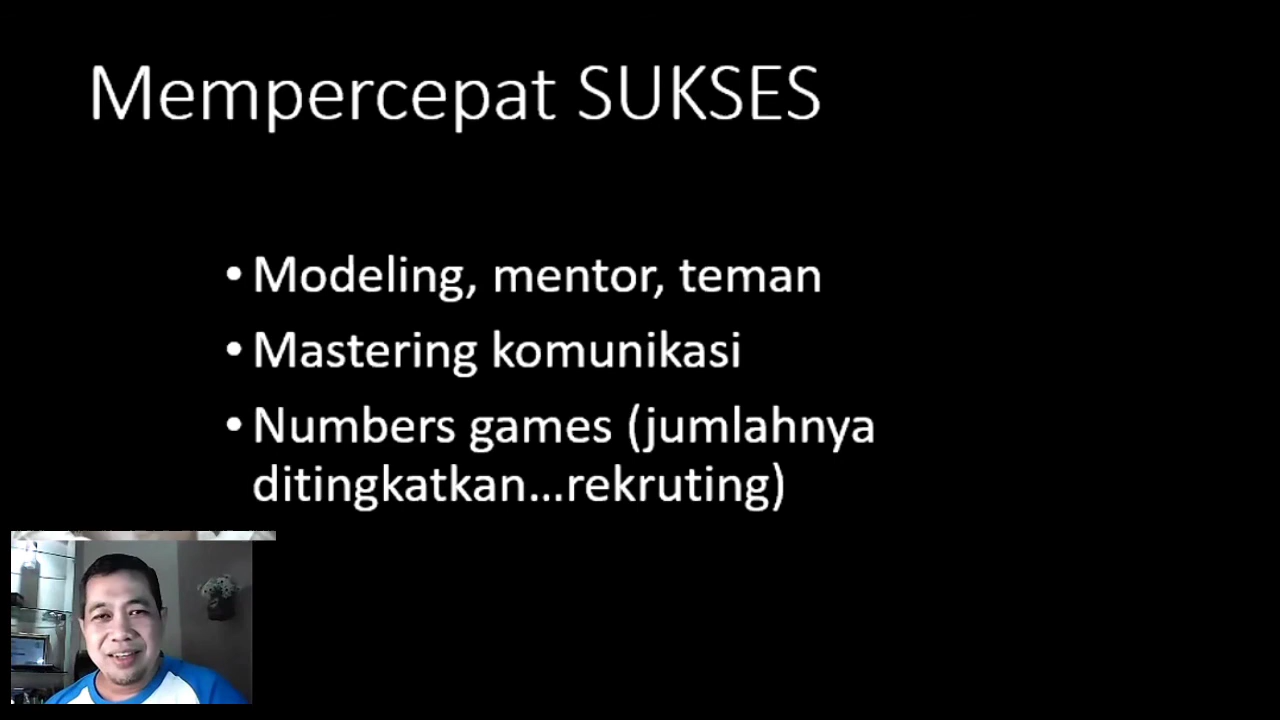 Mempercepat SUKSES
• Modeling, mentor, teman
• Mastering komunikasi
• Numbers games (jumlahnya
ditingkatkan...rekruting)